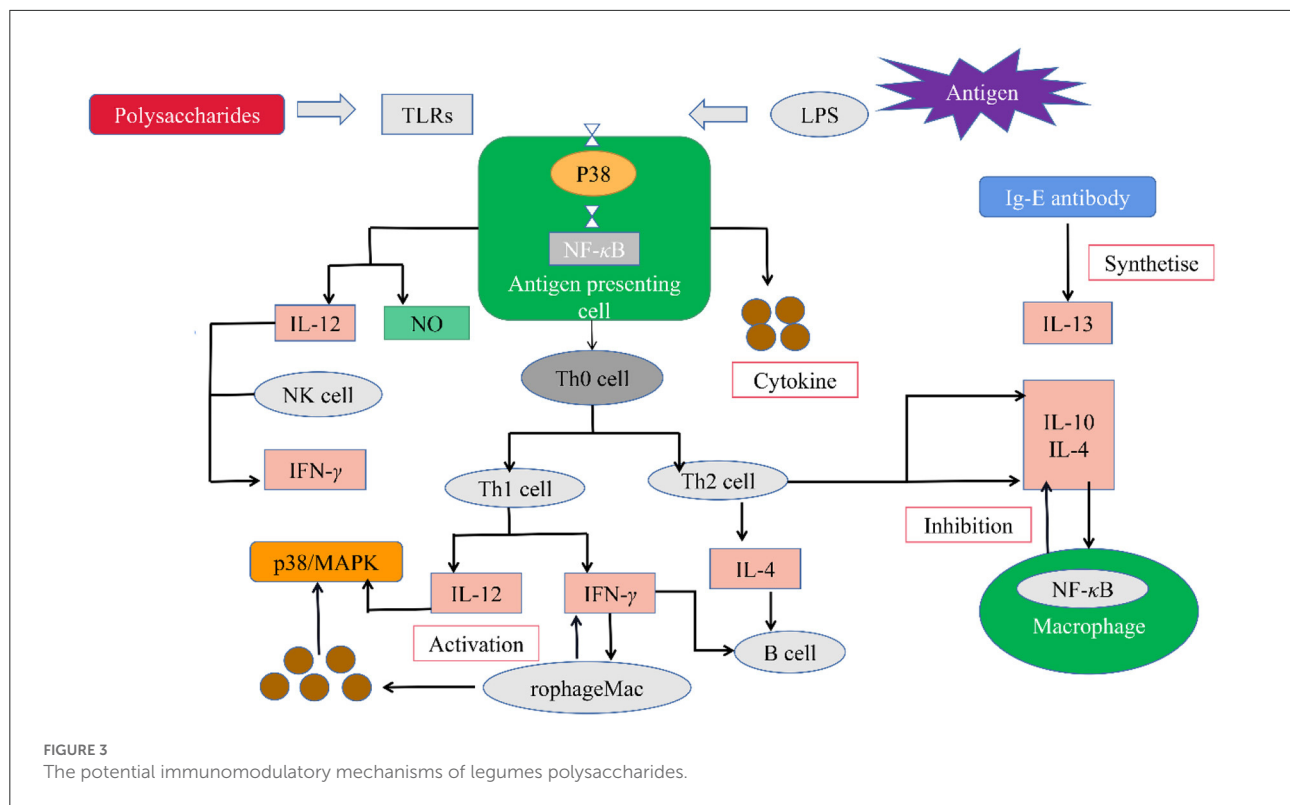 Antigen
Polysaccharides
TLRs
LPS
P38
Ig-E antibody
NF-κB
Synthetise
Antigen presenting
cell
IL-12
NO
IL-13
Th0 cell
Cytokine
NK cell
IL-10
IL-4
IFN-γ
Th1 cell
Th2 cell
Inhibition
p38/MAPK
IL-12
IFN-γ
IL-4
NF-κB
Macrophage
Activation
B cell
rophageMac
FIGURE 3
The potential immunomodulatory mechanisms of legumes polysaccharides.